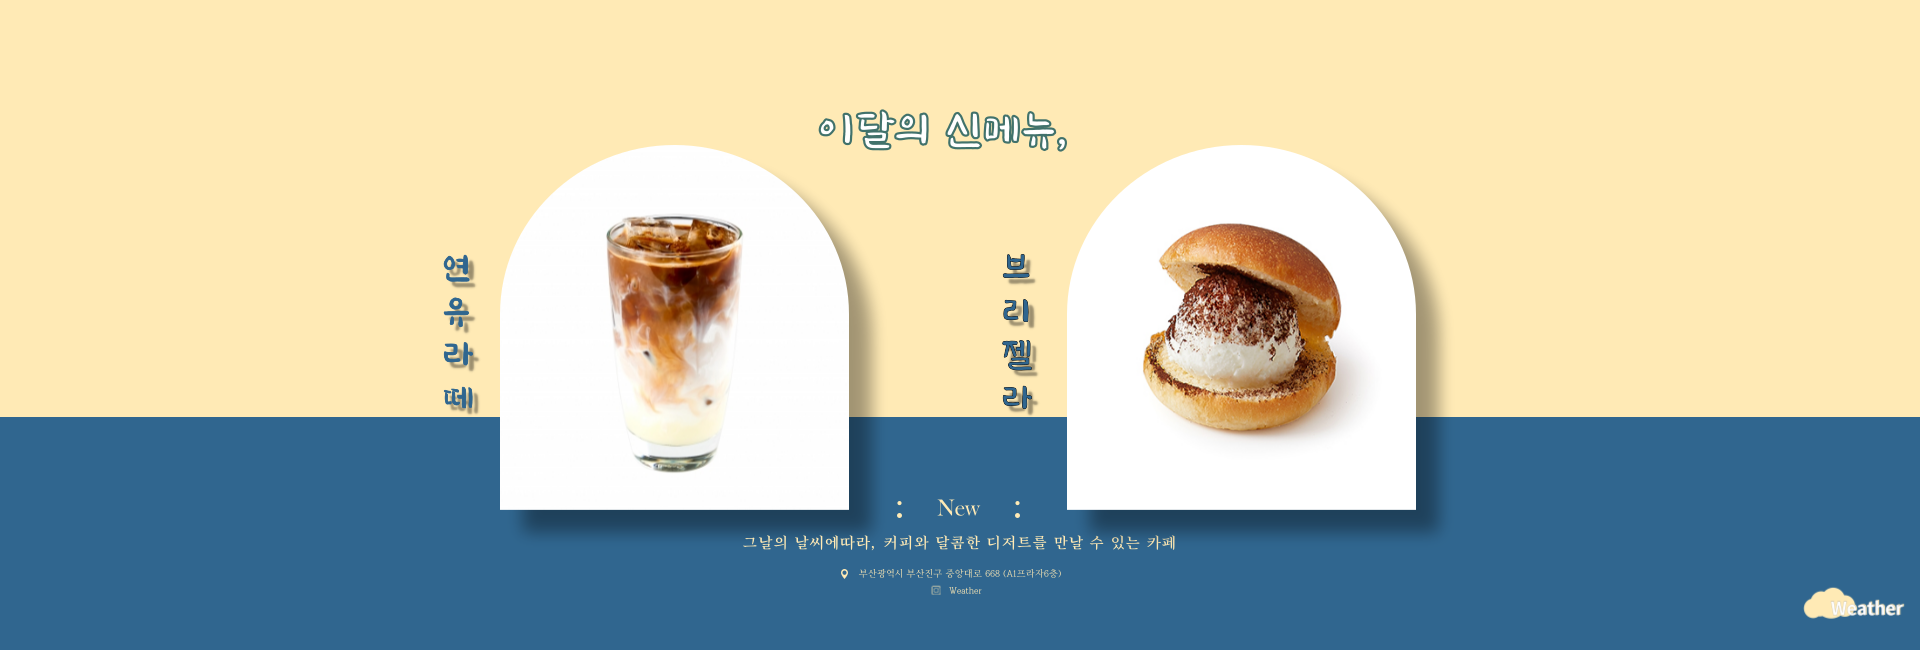 이달의 신메뉴,
연유라떼
브리젤라
: New :
그날의 날씨에따라, 커피와 달콤한 디저트를 만날 수 있는 카페
부산광역시 부산진구 중앙대로 668 (A1프라자6층)
Weather
Weather